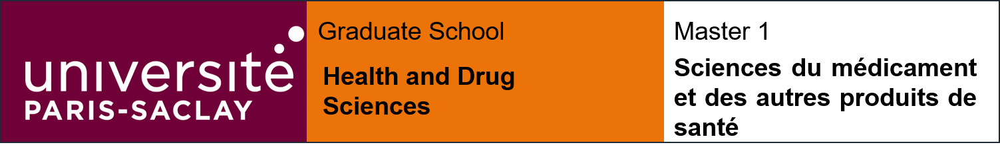 université
PARIS-SACLAY
Graduate School
Health and Drug
Sciences
Master 1
Sciences du médicament
et des autres produits de
santé